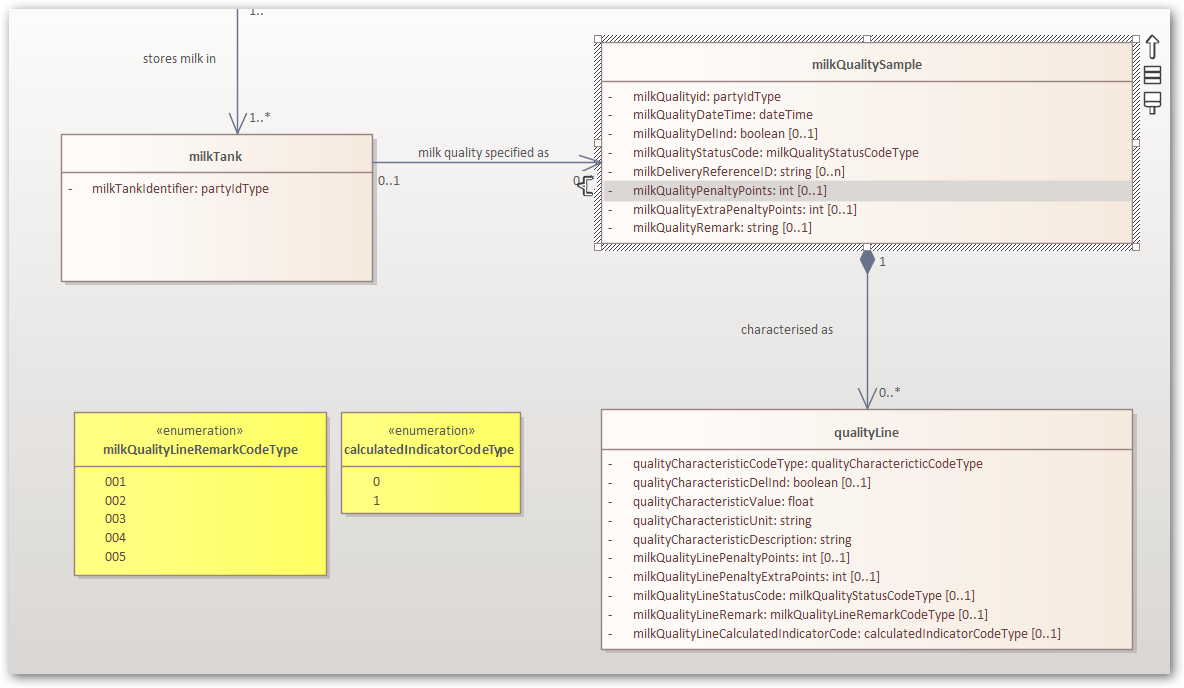 1..
stores milk in
1..*
milkTank
- milkTankIdentifier: partyIdType
milk quality specified as
0..1
0
milkQualitySample
- milkQualityid: partyIdType
- milkQualityDateTime: dateTime
- milkQualityDelInd: boolean [0..1]
- milkQualityStatusCode: milkQualityStatusCodeType
- milkDeliveryReferenceID: string [0..n]
- milkQualityPenaltyPoints: int [0..1]
- milkQualityExtraPenaltyPoints: int [0..1]
- milkQualityRemark: string [0..1]
1
characterised as
0..*
«enumeration»
milkQualityLineRemarkCodeType
001
002
003
004
005
«enumeration»
calculatedIndicatorCodeType
0
1
qualityLine
- qualityCharacteristicCodeType: qualityCharactericticCodeType
- qualityCharacteristicDelInd: boolean [0..1]
- qualityCharacteristicValue: float
- qualityCharacteristicUnit: string
- qualityCharacteristicDescription: string
- milkQualityLinePenaltyPoints: int [0..1]
- milkQualityLinePenaltyExtraPoints: int [0..1]
- milkQualityLineStatusCode: milkQualityStatusCodeType [0..1]
- milkQualityLineRemark: milkQualityLineRemarkCodeType [0..1]
- milkQualityLineCalculatedIndicatorCode: calculatedIndicatorCodeType [0..1]